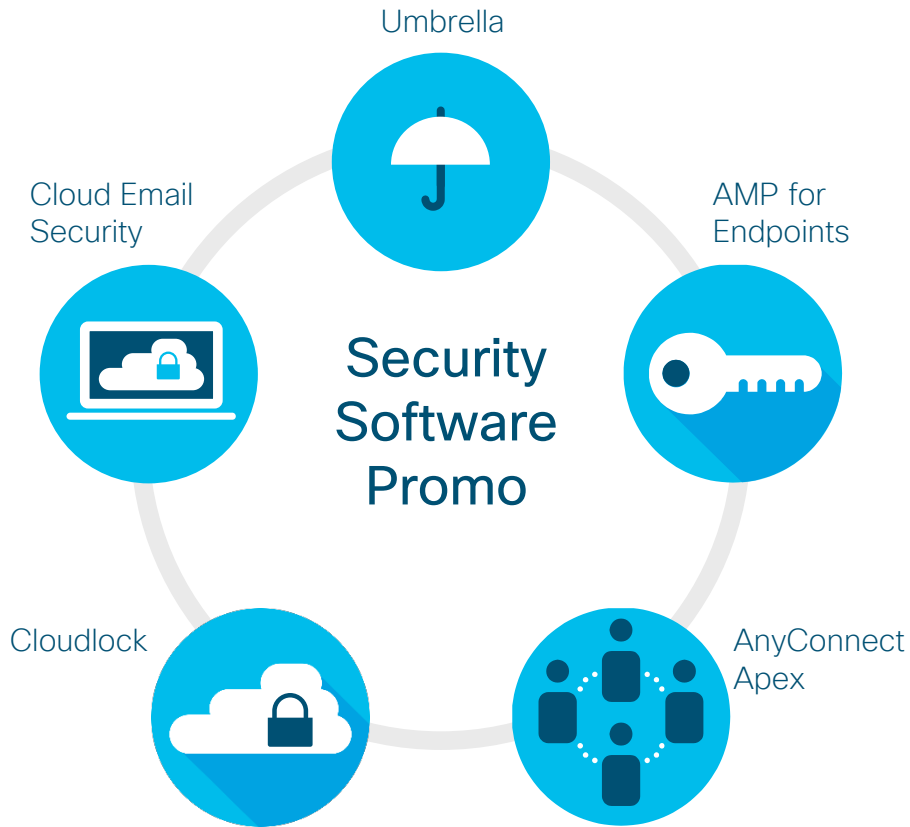 Umbrella
Cloud Email
Security
AMP for
Endpoints
Security
Software
Promo
Cloudlock
AnyConnect
Apex